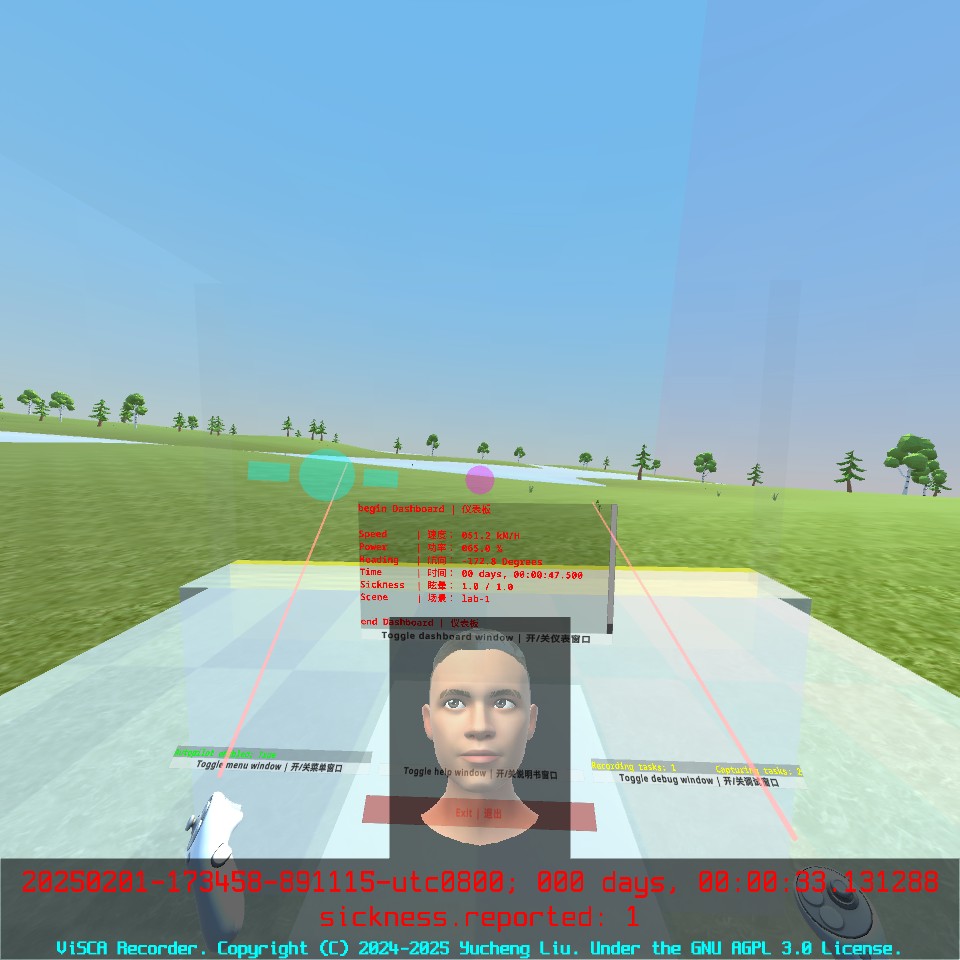 begin Dashboard | 仪表板
Speed | 速度： 051.2 kM/H
Power | 功率： 065.0 %
Heading | 方向： -172.8 Degrees
Time | 时间： 00 days, 00:00:47.500
Sickness | 眩晕： 1.0 / 1.0
Scene | 场景： lab-1
end Dashboard | 仪表板
Toggle dashboard window | 开/关仪表窗口
Toggle menu window | 开/关菜单窗口
Toggle help window | 开/关说明书窗口
Recording tasks: 1 Capturing tasks: 2
Toggle debug window | 开/关调试窗口
Exit | 退出
20250201-173458-891115-utc0800; 000 days, 00:00:33.131288
sickness.reported: 1
ViSCA Recorder. Copyright (C) 2024-2025 Yucheng Liu. Under the GNU AGPL 3.0 License.